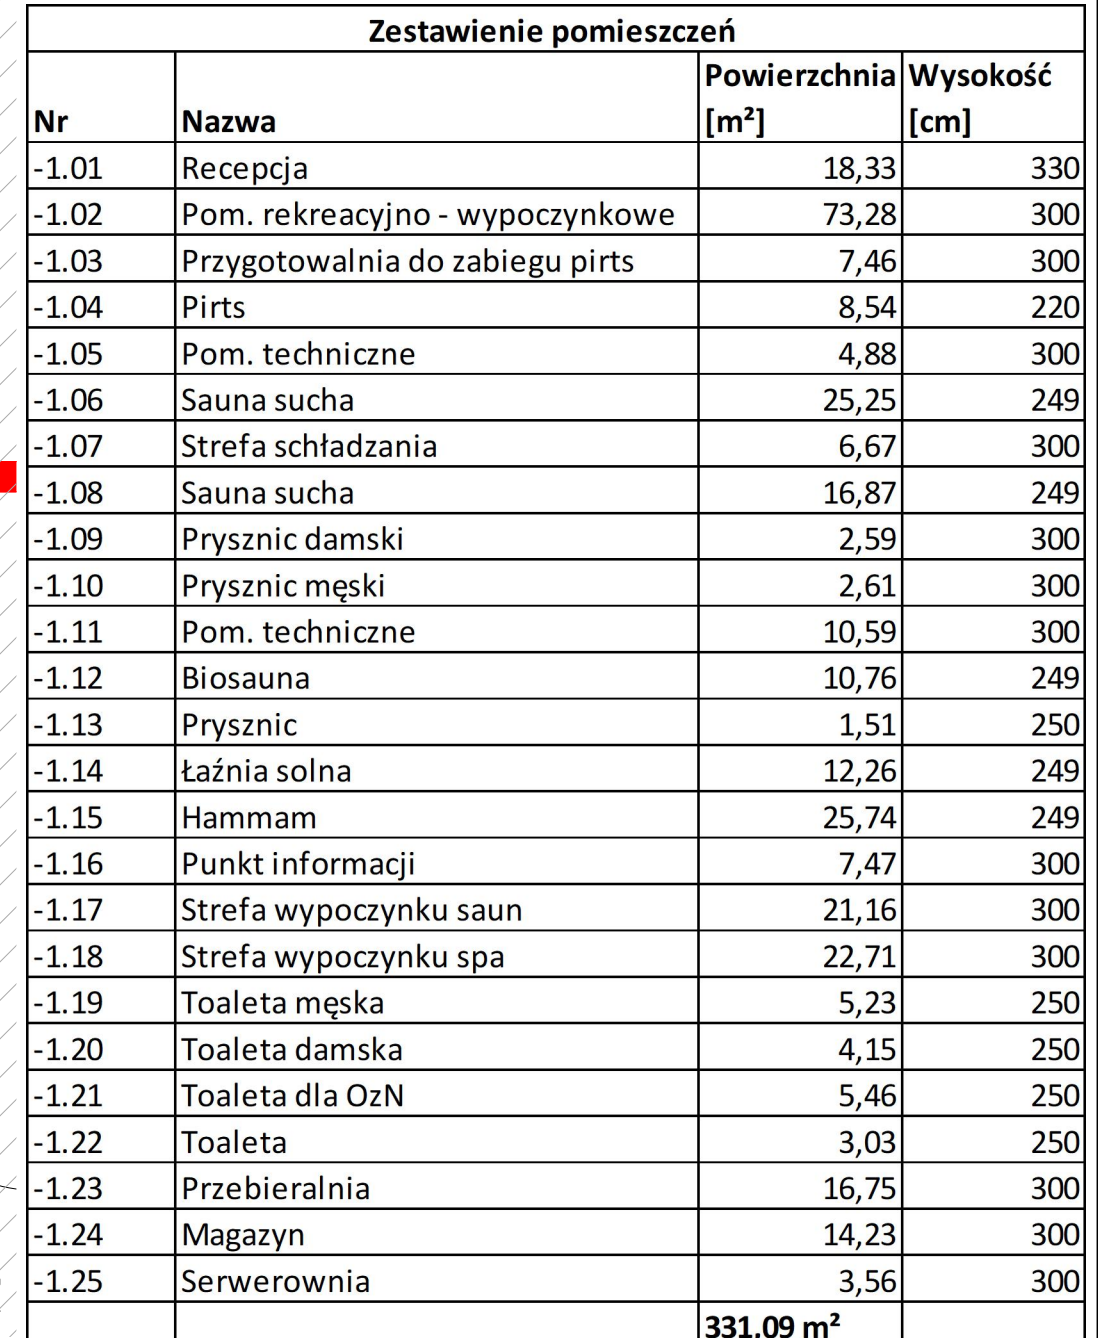 Zestawienie pomieszczeń
Nr Nazwa Powierzchnia [m²] Wysokość [cm]
-1.01 Recepcja 18,33 330
-1.02 Pom. rekreacyjno - wypoczynkowe 73,28 300
-1.03 Przygotowalnia do zabiegu pirts 7,46 300
-1.04 Pirts 8,54 220
-1.05 Pom. techniczne 4,88 300
-1.06 Sauna sucha 25,25 249
-1.07 Strefa schładzania 6,67 300
-1.08 Sauna sucha 16,87 249
-1.09 Prysznic damski 2,59 300
-1.10 Prysznic męski 2,61 300
-1.11 Pom. techniczne 10,59 300
-1.12 Biosauna 10,76 249
-1.13 Prysznic 1,51 250
-1.14 Łaźnia solna 12,26 249
-1.15 Hammam 25,74 249
-1.16 Punkt informacji 7,47 300
-1.17 Strefa wypoczynku saun 21,16 300
-1.18 Strefa wypoczynku spa 22,71 300
-1.19 Toaleta męska 5,23 250
-1.20 Toaleta damska 4,15 250
-1.21 Toaleta dla OzN 5,46 250
-1.22 Toaleta 3,03 250
-1.23 Przebieralnia 16,75 300
-1.24 Magazyn 14,23 300
-1.25 Serwerownia 3,56 300
331,09 m²